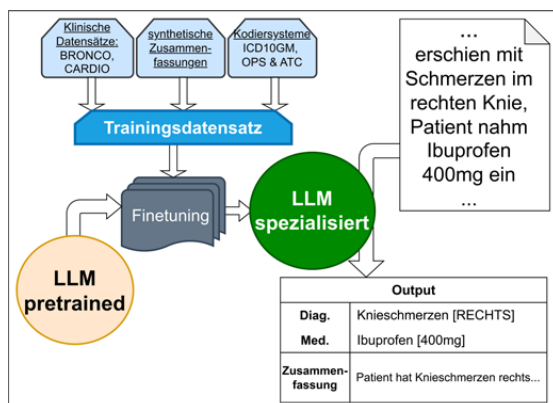 Klinische
Datensätze:
BRONCO,
CARDIO
synthetische
Zusammen-
fassungen
Kodiersysteme
ICD10GM,
OPS & ATC
Trainingsdatensatz
Finetuning
LLM
pretrained
LLM
spezialisiert
...
erschien mit
Schmerzen im
rechten Knie,
Patient nahm
Ibuprofen
400mg ein
...
Output
Diag. Knieschmerzen [RECHTS]
Med. Ibuprofen [400mg]
Zusammen-
fassung Patient hat Knieschmerzen rechts...